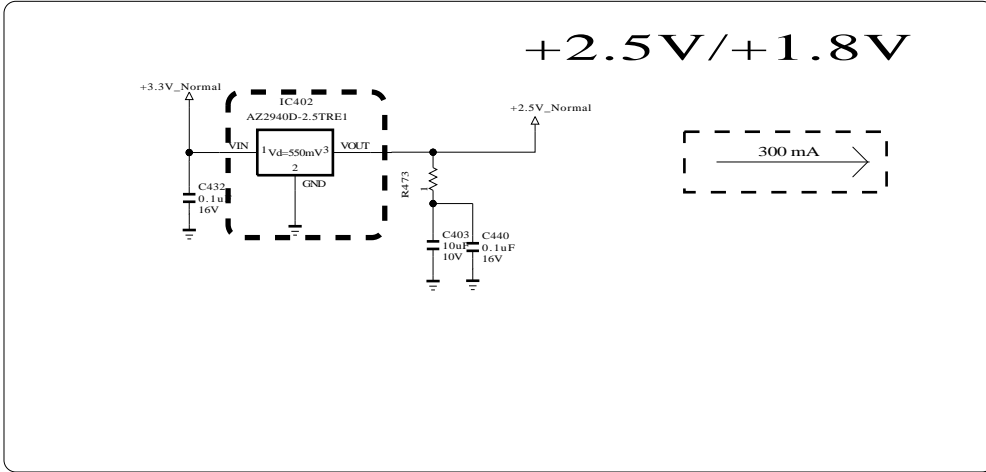 +2.5V/+1.8V
+3.3V_Normal
IC402
AZ2940D-2.5TRE1
+2.5V_Normal
VIN
1
Vd=550mV
3
VOUT
2
GND
300 mA
R473
1
C432
0.1u
16V
C403
10uF
10V
C440
0.1uF
16V